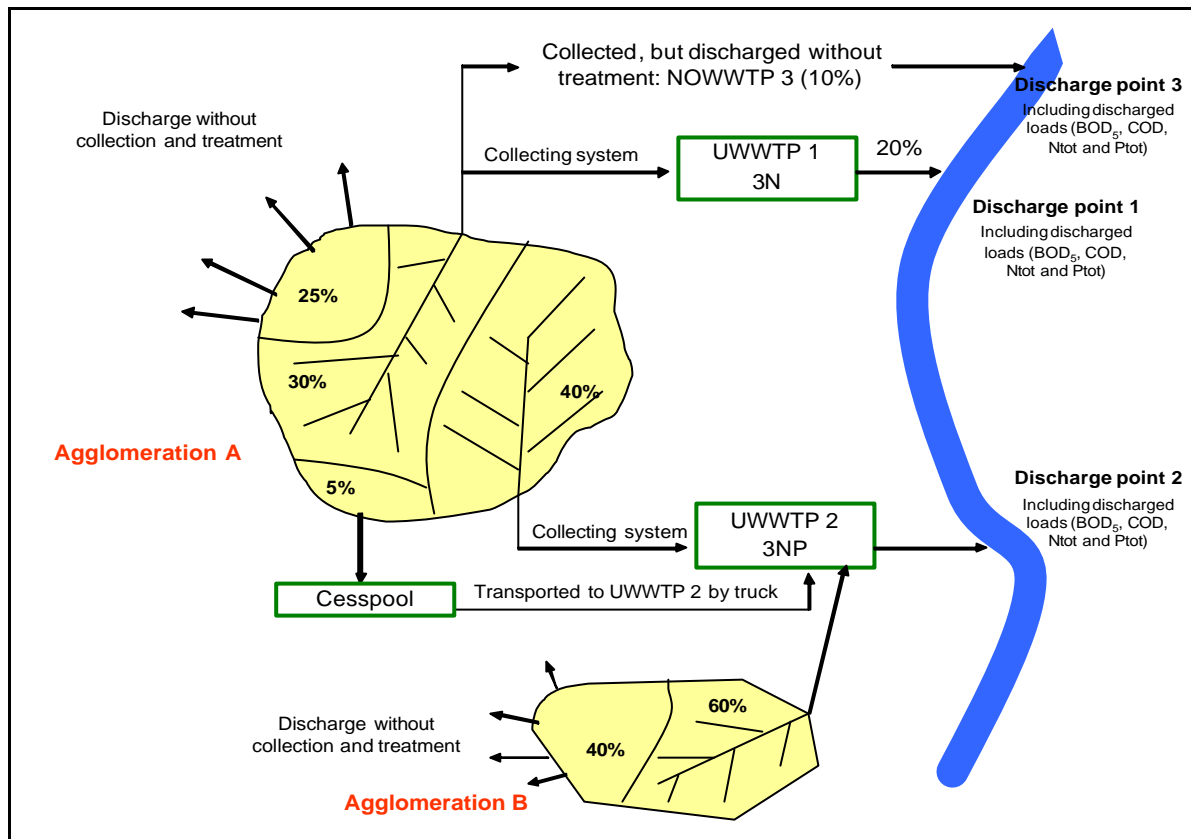 Collected, but discharged without
treatment: NOWWTP 3 (10%)
Discharge point 3
Including discharged
loads (BOD5, COD,
Ntot and Ptot)
Discharge without
collection and treatment
Collecting system
UWWTP 1
3N
20%
Discharge point 1
Including discharged
loads (BOD5, COD,
Ntot and Ptot)
25%
30%
40%
5%
Agglomeration A
Discharge point 2
Including discharged
loads (BOD5, COD,
Ntot and Ptot)
Collecting system
UWWTP 2
3NP
Cesspool
Transported to UWWTP 2 by truck
Discharge without
collection and treatment
60%
40%
Agglomeration B